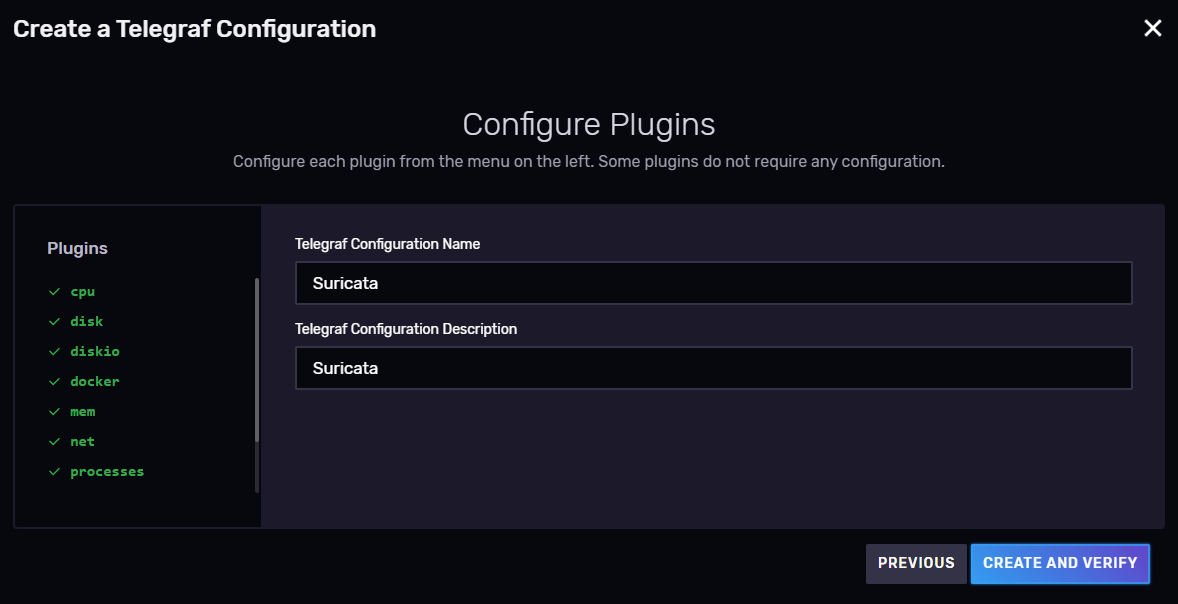 Create a Telegraf Configuration
Configure Plugins
Configure each plugin from the menu on the left. Some plugins do not require any configuration.
Plugins
cpu
disk
diskio
docker
mem
net
processes
Telegraf Configuration Name
Suricata
Telegraf Configuration Description
Suricata
PREVIOUS
CREATE AND VERIFY